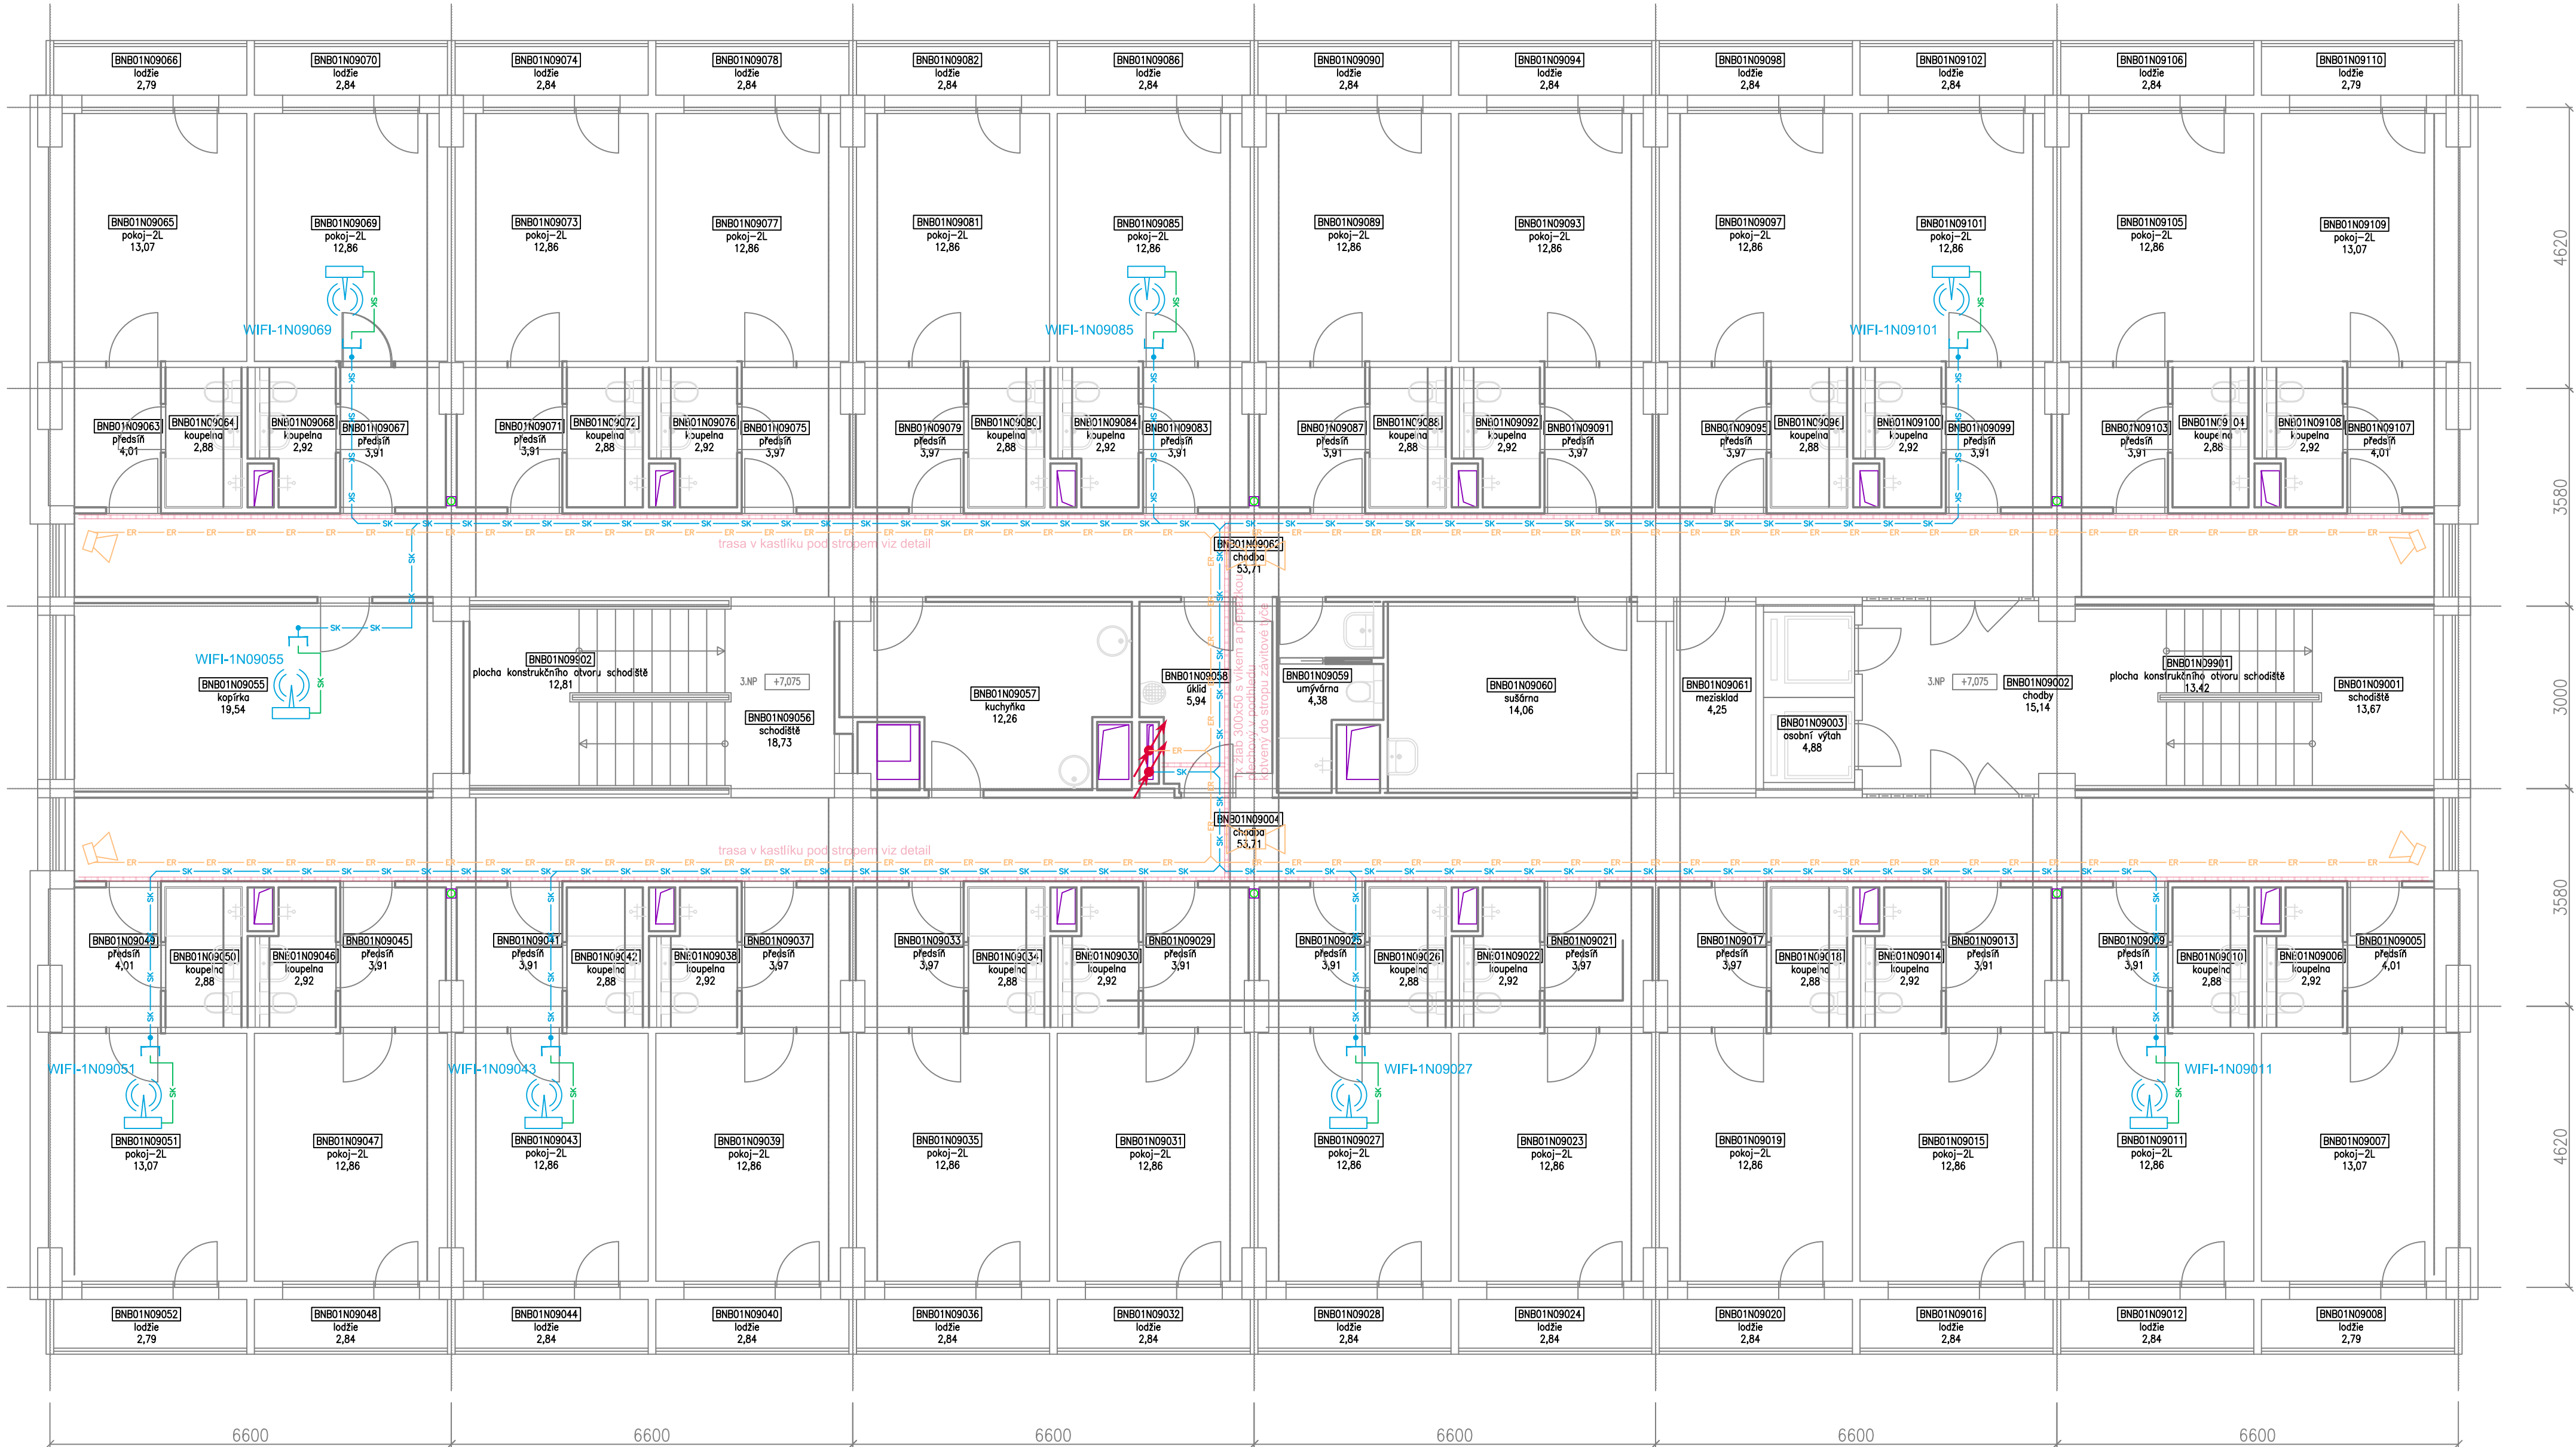 BNB01N09066
lodžie
2,79
BNB01N09070
lodžie
2,84
BNB01N09074
lodžie
2,84
BNB01N09078
lodžie
2,84
BNB01N09082
lodžie
2,84
BNB01N09086
lodžie
2,84
BNB01N09090
lodžie
2,84
BNB01N09094
lodžie
2,84
BNB01N09098
lodžie
2,84
BNB01N09102
lodžie
2,84
BNB01N09106
lodžie
2,84
BNB01N09110
lodžie
2,79
BNB01N09065
pokoj-2L
13,07
BNB01N09069
pokoj-2L
12,86
BNB01N09073
pokoj-2L
12,86
BNB01N09077
pokoj-2L
12,86
BNB01N09081
pokoj-2L
12,86
BNB01N09085
pokoj-2L
12,86
BNB01N09089
pokoj-2L
12,86
BNB01N09093
pokoj-2L
12,86
BNB01N09097
pokoj-2L
12,86
BNB01N09101
pokoj-2L
12,86
BNB01N09105
pokoj-2L
12,86
BNB01N09109
pokoj-2L
13,07
4620
WIFI-1N09069
WIFI-1N09085
WIFI-1N09101
BNB01N09063
předsíň
4,01
BNB01N09064
koupelna
2,88
BNB01N09068
koupelna
2,92
BNB01N09067
předsíň
3,91
BNB01N09071
předsíň
3,91
BNB01N09072
koupelna
2,88
BNB01N09076
koupelna
2,92
BNB01N09075
předsíň
3,97
BNB01N09079
předsíň
3,97
BNB01N09080
koupelna
2,88
BNB01N09084
koupelna
2,92
BNB01N09083
předsíň
3,91
BNB01N09087
předsíň
3,91
BNB01N09088
koupelna
2,88
BNB01N09092
koupelna
2,92
BNB01N09091
předsíň
3,97
BNB01N09095
předsíň
3,97
BNB01N09096
koupelna
2,88
BNB01N09100
koupelna
2,92
BNB01N09099
předsíň
3,91
BNB01N09103
předsíň
3,91
BNB01N09104
koupelna
2,88
BNB01N09108
koupelna
2,92
BNB01N09107
předsíň
4,01
3580
trasa v kastlíku pod stropem viz detail
BNB01N09062
chodba
53,71
WIFI-1N09055
BNB01N09055
kopírka
19,54
BNB01N09902
plocha konstrukčního otvoru schodiště
12,81
3.NP +7,075
BNB01N09056
schodiště
18,73
BNB01N09057
kuchyňka
12,26
BNB01N09058
úklid
5,94
1x žlab 300x50 s víkem a přepážkou
plechový v podhledu
kotvený do stropu závitové tyče
BNB01N09059
umývárna
4,38
BNB01N09060
sušárna
14,06
BNB01N09061
mezisklad
4,25
BNB01N09003
osobní výtah
4,88
3.NP +7,075
BNB01N09002
chodby
15,14
BNB01N09901
plocha konstrukčního otvoru schodiště
13,42
BNB01N09001
schodiště
13,67
3000
BNB01N09004
chodba
53,71
trasa v kastlíku pod stropem viz detail
BNB01N09049
předsíň
4,01
BNB01N09050
koupelna
2,88
BNB01N09046
koupelna
2,92
BNB01N09045
předsíň
3,91
BNB01N09041
předsíň
3,91
BNB01N09042
koupelna
2,88
BNB01N09038
koupelna
2,92
BNB01N09037
předsíň
3,97
BNB01N09033
předsíň
3,97
BNB01N09034
koupelna
2,88
BNB01N09030
koupelna
2,92
BNB01N09029
předsíň
3,91
BNB01N09025
předsíň
3,91
BNB01N09026
koupelna
2,88
BNB01N09022
koupelna
2,92
BNB01N09021
předsíň
3,97
BNB01N09017
předsíň
3,97
BNB01N09018
koupelna
2,88
BNB01N09014
koupelna
2,92
BNB01N09013
předsíň
3,91
BNB01N09009
předsíň
3,91
BNB01N09010
koupelna
2,88
BNB01N09006
koupelna
2,92
BNB01N09005
předsíň
4,01
3580
WIFI-1N09051
WIFI-1N09043
WIFI-1N09027
WIFI-1N09011
BNB01N09051
pokoj-2L
13,07
BNB01N09047
pokoj-2L
12,86
BNB01N09043
pokoj-2L
12,86
BNB01N09039
pokoj-2L
12,86
BNB01N09035
pokoj-2L
12,86
BNB01N09031
pokoj-2L
12,86
BNB01N09027
pokoj-2L
12,86
BNB01N09023
pokoj-2L
12,86
BNB01N09019
pokoj-2L
12,86
BNB01N09015
pokoj-2L
12,86
BNB01N09011
pokoj-2L
12,86
BNB01N09007
pokoj-2L
13,07
4620
BNB01N09052
lodžie
2,79
BNB01N09048
lodžie
2,84
BNB01N09044
lodžie
2,84
BNB01N09040
lodžie
2,84
BNB01N09036
lodžie
2,84
BNB01N09032
lodžie
2,84
BNB01N09028
lodžie
2,84
BNB01N09024
lodžie
2,84
BNB01N09020
lodžie
2,84
BNB01N09016
lodžie
2,84
BNB01N09012
lodžie
2,84
BNB01N09008
lodžie
2,79
6600 6600 6600 6600 6600 6600